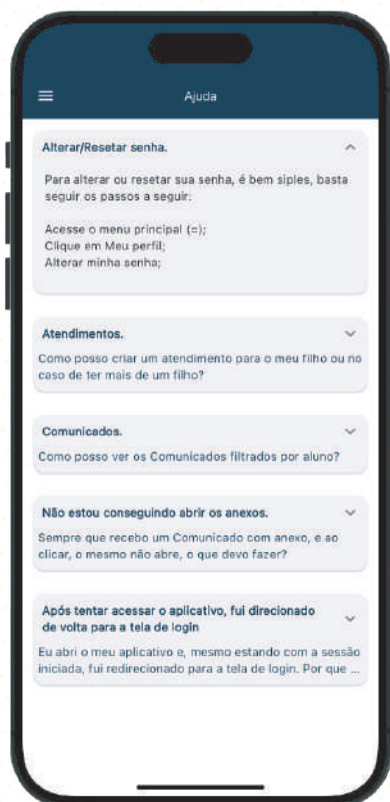 Ajuda
Alterar/Resetar senha.
Para alterar ou resetar sua senha, é bem siples, basta
seguir os passos a seguir:
Acesse o menu principal (=);
Clique em Meu perfil;
Alterar minha senha;
Atendimentos.
Como posso criar um atendimento para o meu filho ou no
caso de ter mais de um filho?
Comunicados.
Como posso ver os Comunicados filtrados por aluno?
Não estou conseguindo abrir os anexos.
Sempre que recebo um Comunicado com anexo, e ao
clicar, o mesmo não abre, o que devo fazer?
Após tentar acessar o aplicativo, fui direcionado
de volta para a tela de login
Eu abri o meu aplicativo e, mesmo estando com a sessão
iniciada, fui redirecionado para a tela de login. Por que ...